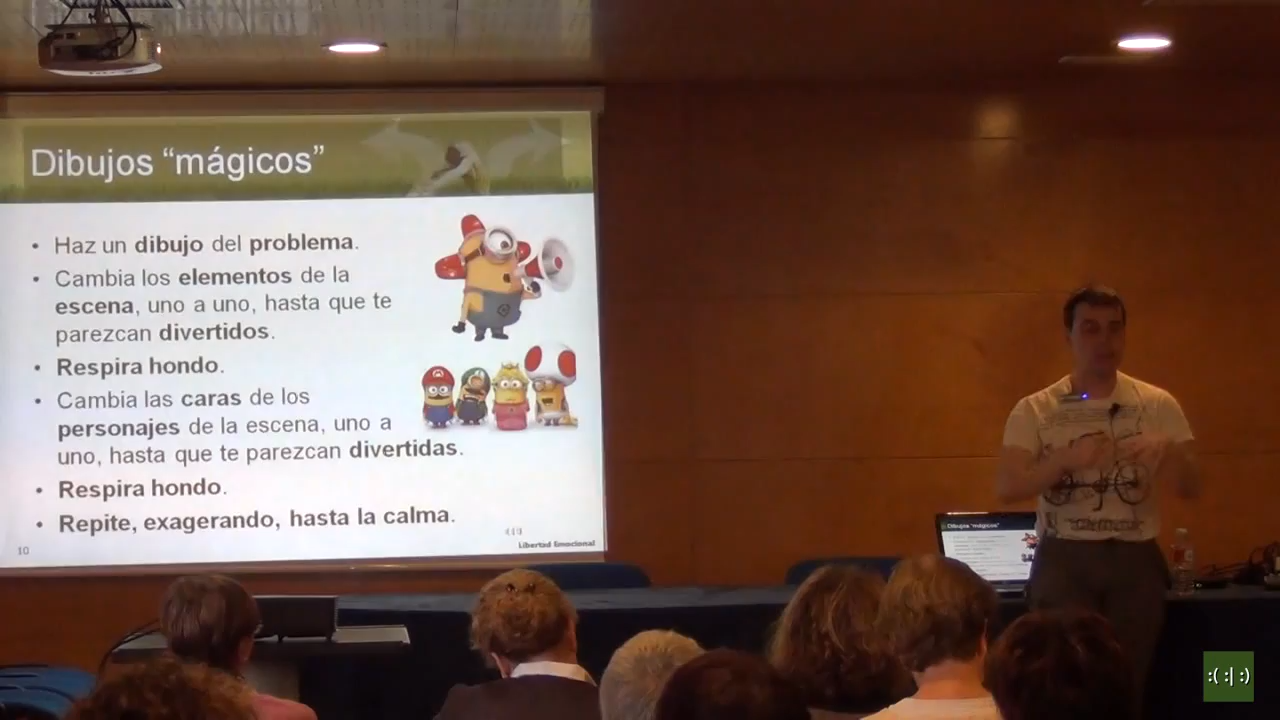 Dibujos “mágicos”
• Haz un dibujo del problema.
• Cambia los elementos de la
escena, uno a uno, hasta que te
parezcan divertidos.
• Respira hondo.
• Cambia las caras de los
personajes de la escena, uno a
uno, hasta que te parezcan divertidas.
• Respira hondo.
• Repite, exagerando, hasta la calma.
10
Libertad Emocional
Dibujos "mágicos"
:( :| :)